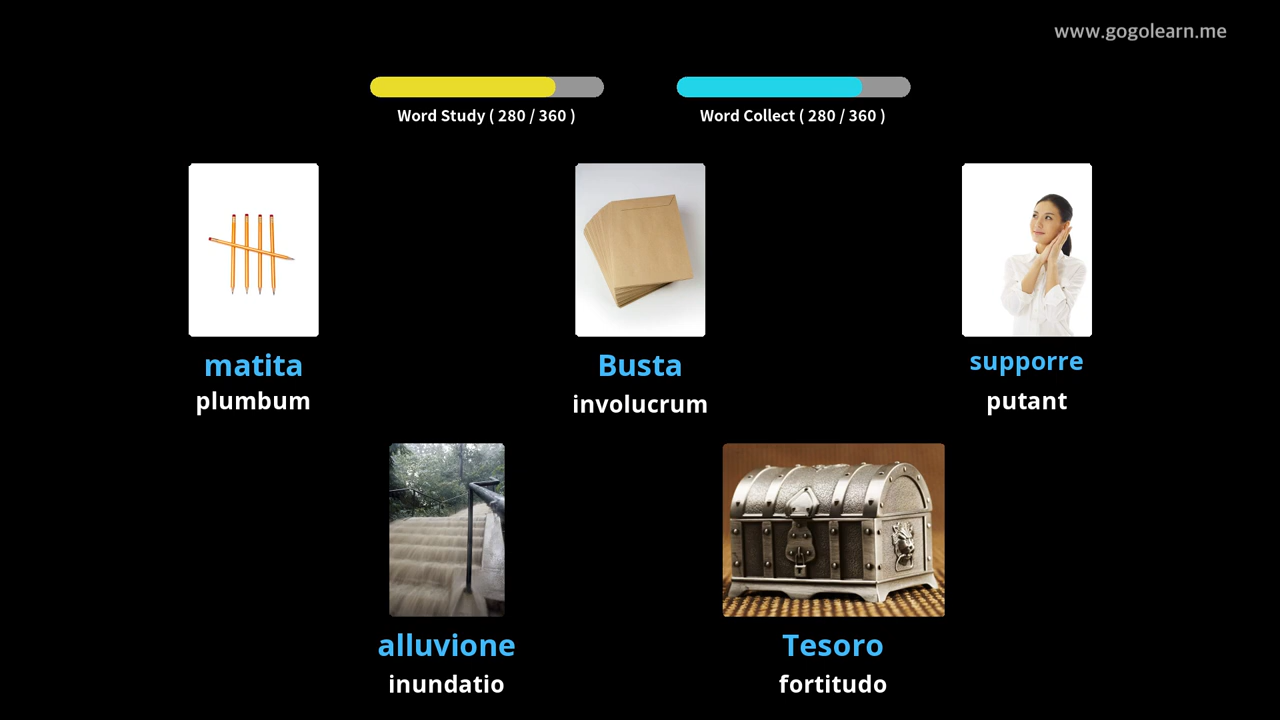 www.gogolearn.me
Word Study ( 280 / 360 )
Word Collect ( 280 / 360 )
matita
plumbum
Busta
involucrum
supporre
putant
alluvione
inundatio
Tesoro
fortitudo